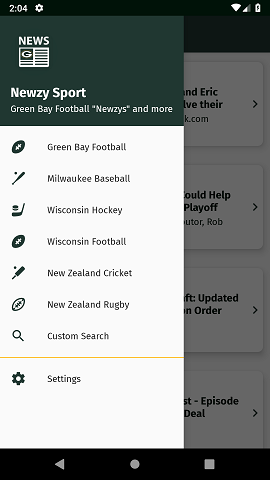 2:04
NEWS
G
Newzy Sport
Green Bay Football "Newzys" and more
Green Bay Football
Milwaukee Baseball
Wisconsin Hockey
Wisconsin Football
New Zealand Cricket
New Zealand Rugby
Custom Search
Settings
and Eric
lve their
k.com
Could Help
Playoff
butor, Rob
ft: Updated
on Order
st - Episode
Deal